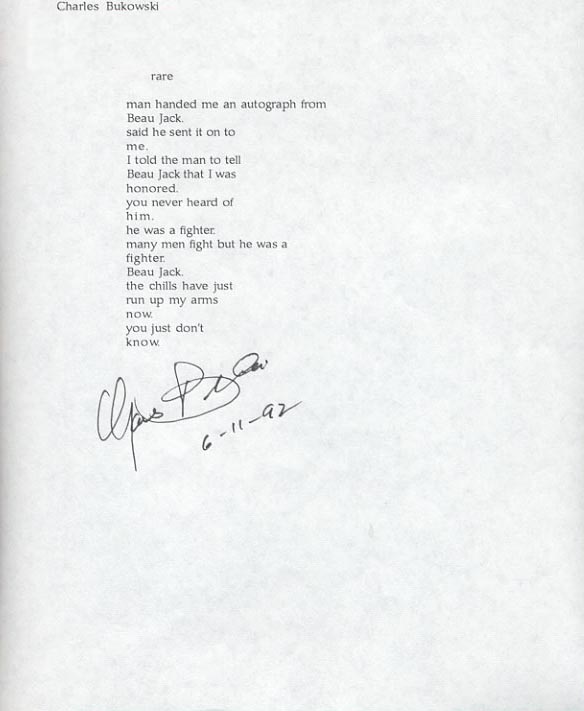 Charles Bukowski
rare
man handed me an autograph from
Beau Jack.
said he sent it on to
me.
I told the man to tell
Beau Jack that I was
honored.
you never heard of
him.
he was a fighter.
many men fight but he was a
fighter.
Beau Jack.
the chills have just
run up my arms
now.
you just don't
know.
Charles Bukowski
6-11-92